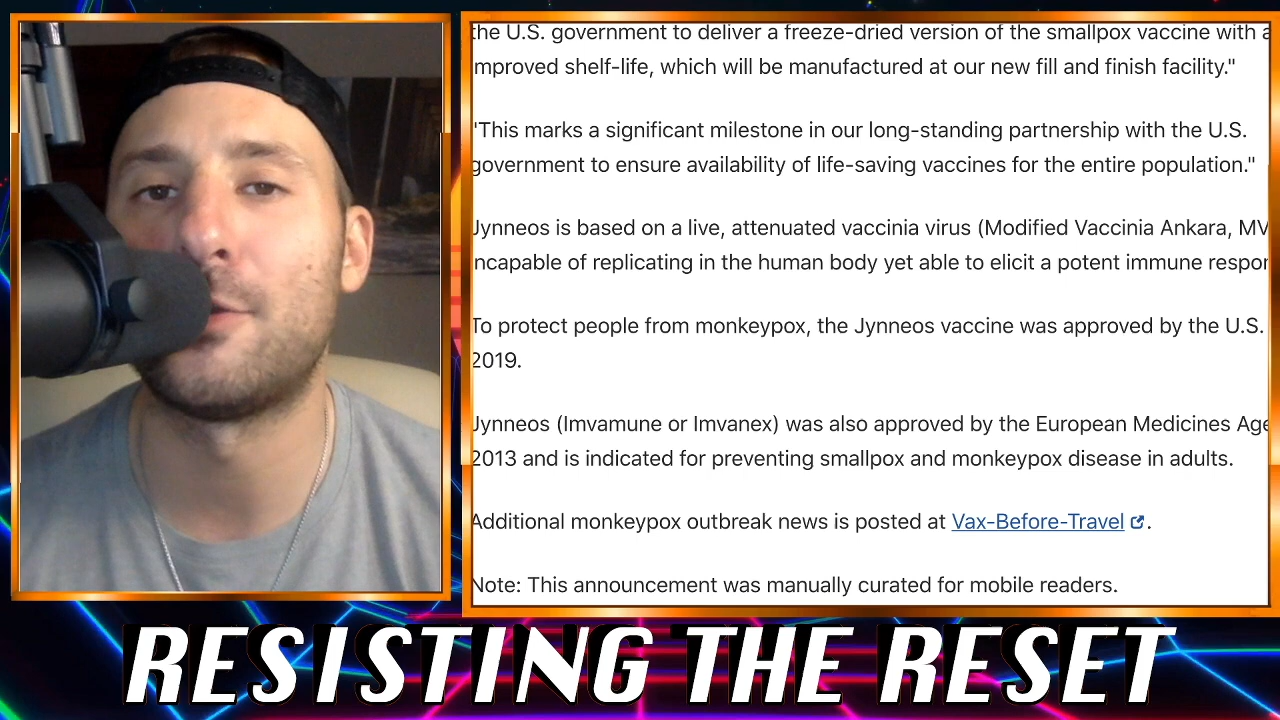 the U.S. government to deliver a freeze-dried version of the smallpox vaccine with
mproved shelf-life, which will be manufactured at our new fill and finish facility."
"This marks a significant milestone in our long-standing partnership with the U.S.
government to ensure availability of life-saving vaccines for the entire population."
Jynneos is based on a live, attenuated vaccinia virus (Modified Vaccinia Ankara, MV
ncapable of replicating in the human body yet able to elicit a potent immune respor
To protect people from monkeypox, the Jynneos vaccine was approved by the U.S.
2019.
Jynneos (Imvamune or Imvanex) was also approved by the European Medicines Age
2013 and is indicated for preventing smallpox and monkeypox disease in adults.
Additional monkeypox outbreak news is posted at Vax-Before-Travel.
Note: This announcement was manually curated for mobile readers.
RESISTING THE RESET